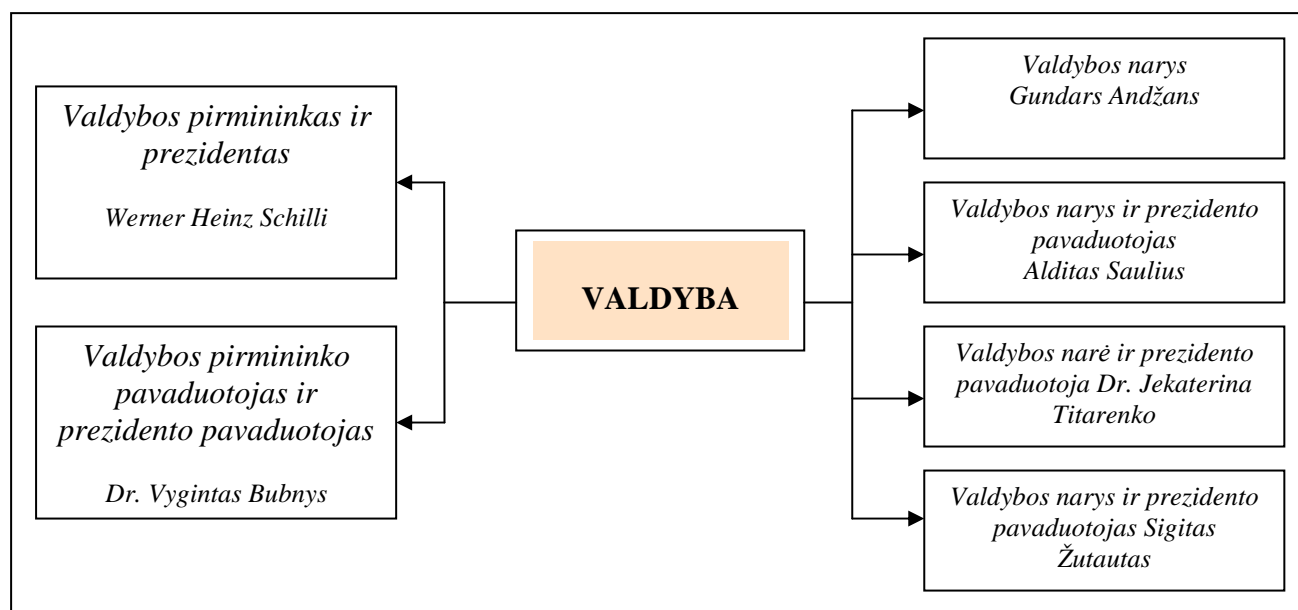 Valdybos pirmininkas ir
prezidentas
Werner Heinz Schilli
Valdybos pirmininko
pavaduotojas ir
prezidento pavaduotojas
Dr. Vygintas Bubnys
VALDYBA
Valdybos narys
Gundars Andžans
Valdybos narys ir prezidento
pavaduotojas
Alditas Saulius
Valdybos narė ir prezidento
pavaduotoja Dr. Jekaterina
Titarenko
Valdybos narys ir prezidento
pavaduotojas Sigitas
Žutautas